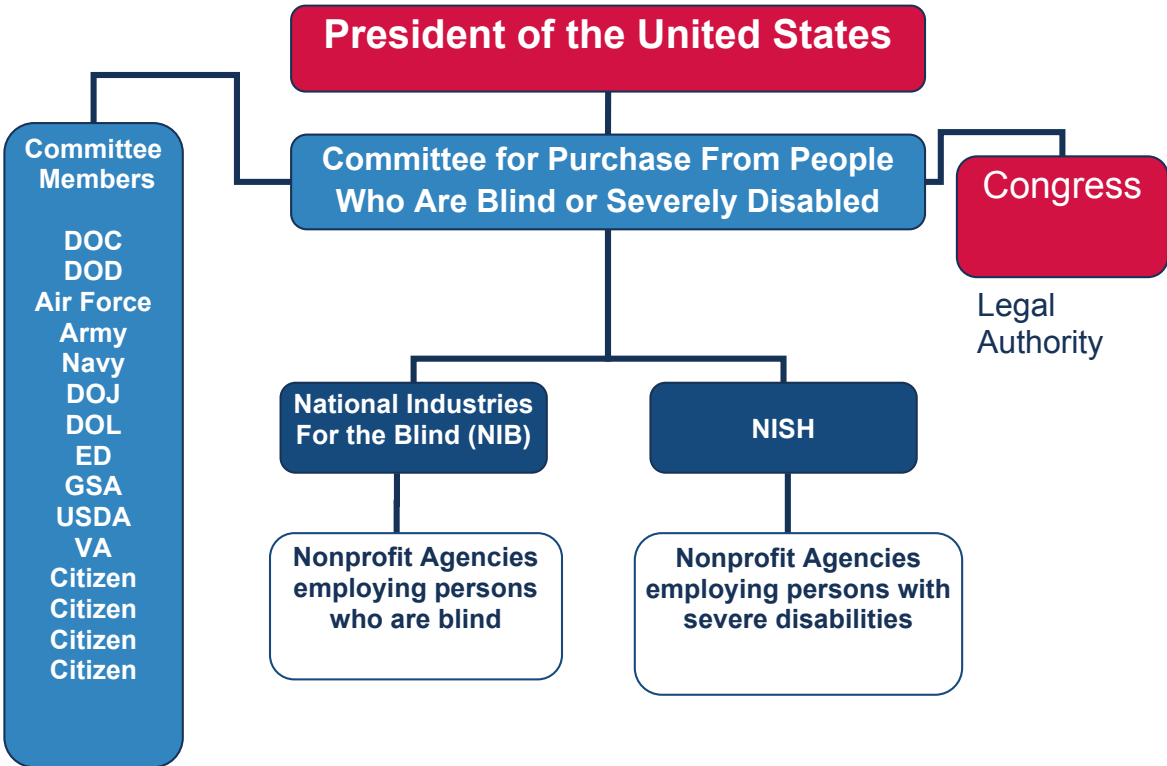 President of the United States
Committee
Members
DOC
DOD
Air Force
Army
Navy
DOJ
DOL
ED
GSA
USDA
VA
Citizen
Citizen
Citizen
Citizen
Committee for Purchase From People
Who Are Blind or Severely Disabled
Congress
Legal
Authority
National Industries
For the Blind (NIB)
NISH
Nonprofit Agencies
employing persons
who are blind
Nonprofit Agencies
employing persons with
severe disabilities